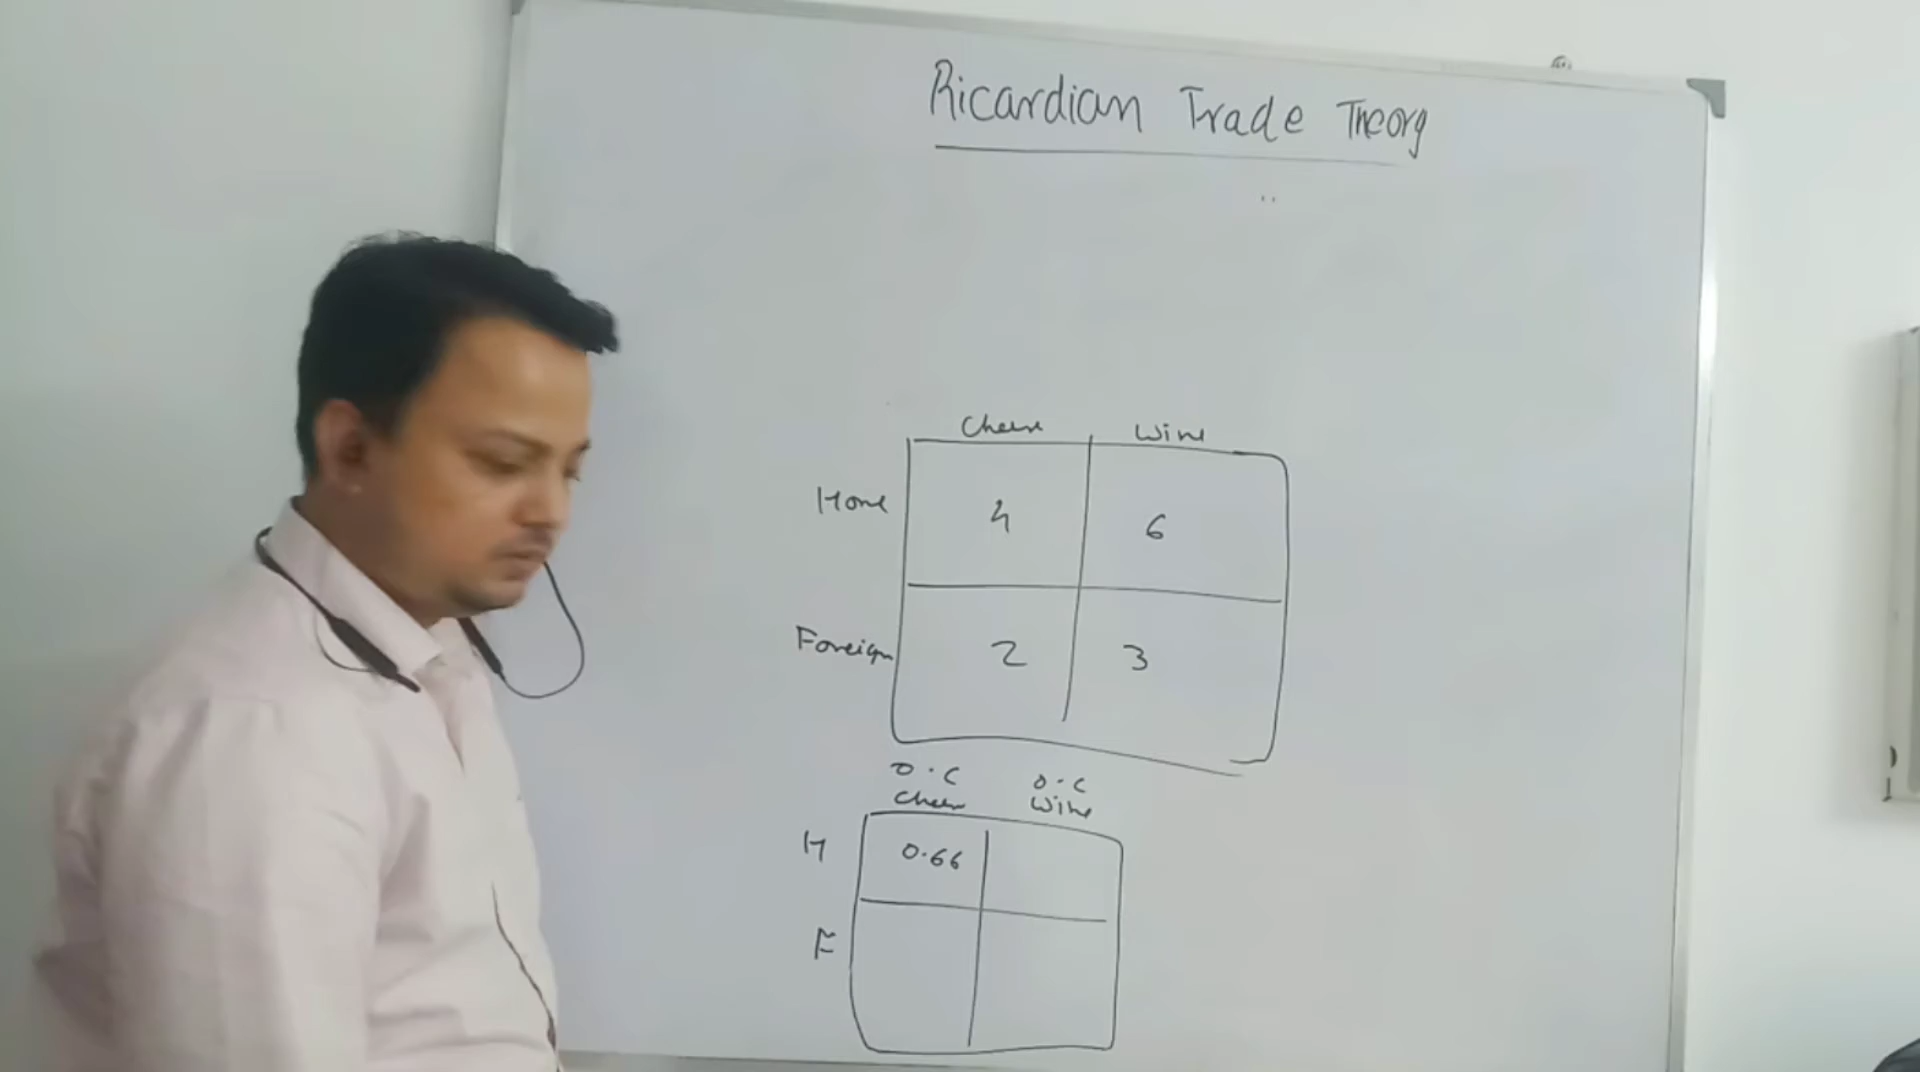 Ricardian Trade Theory
Cheese Wine
Home 4 6
Foreign 2 3
O.C O.C
Cheese Wine
H 0.66
F